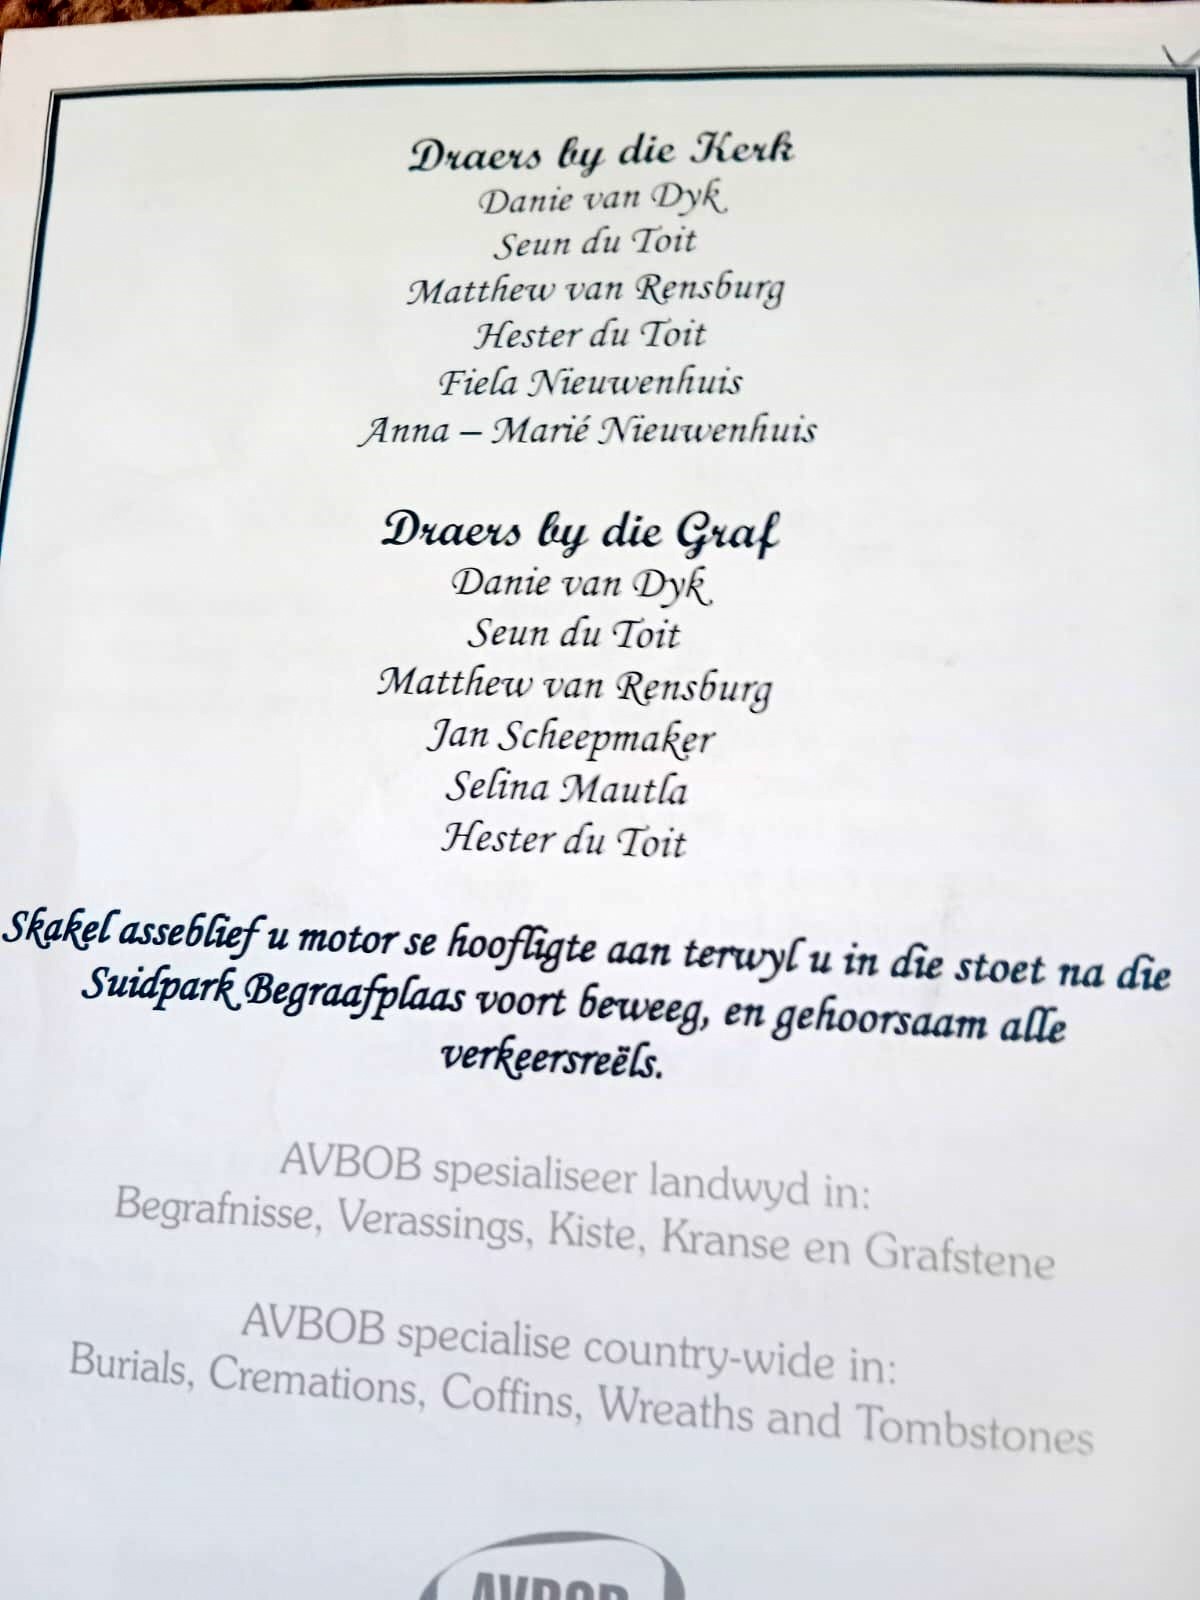 Draers by die Kerk
Danie van Dyk
Seun du Toit
Matthew van Rensburg
Hester du Toit
Fiela Nieuwenhuis
Anna – Marié Nieuwenhuis
Draers by die Graf
Danie van Dyk
Seun du Toit
Matthew van Rensburg
Jan Scheepmaker
Selina Mautla
Hester du Toit
Skakel asseblief u motor se hoofligte aan terwyl u in die stoet na die
Suidpark Begraafplaas voort beweeg, en gehoorsaam alle
verkeersreëls.
AVBOB spesialiseer landwyd in:
Begrafnisse, Verassings, Kiste, Kranse en Grafstene
AVBOB specialise country-wide in:
Burials, Cremations, Coffins, Wreaths and Tombstones
AVBOB